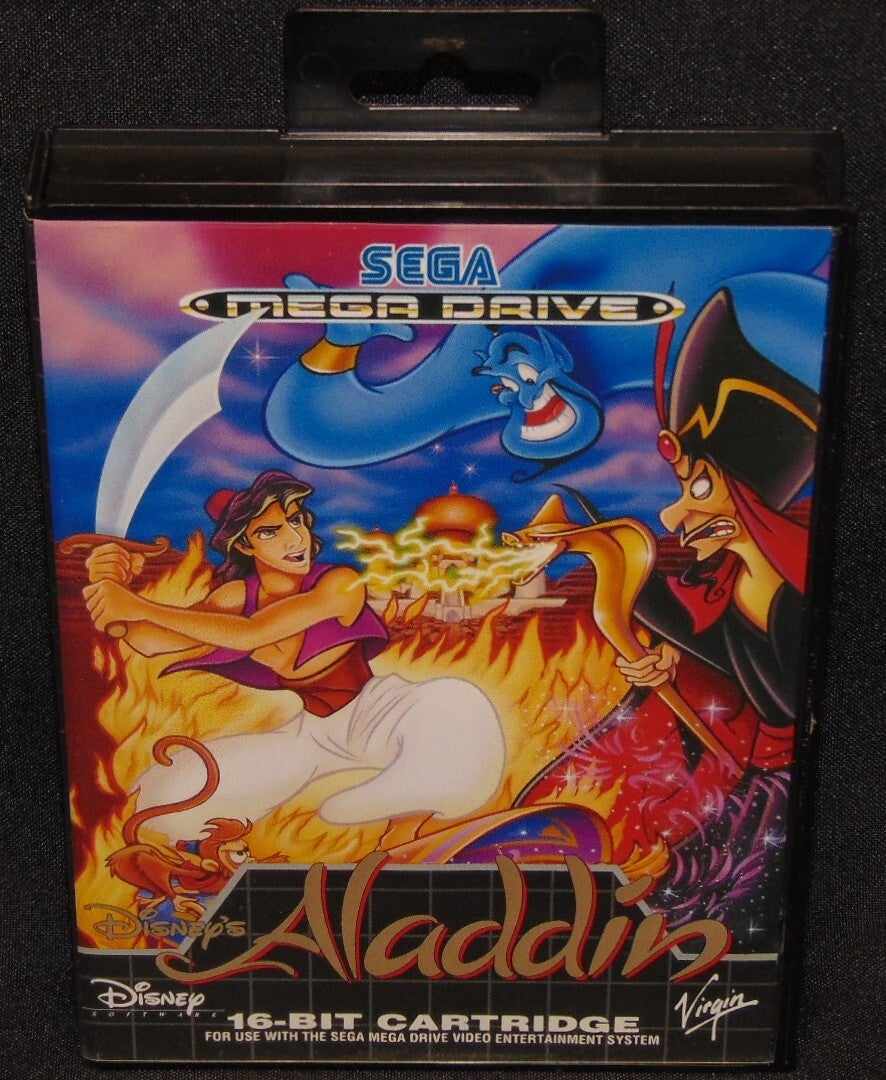 SEGA
MEGA DRIVE
Disney's
Aladdin
Disney
SOFTWARE
Virgin
16-BIT CARTRIDGE
FOR USE WITH THE SEGA MEGA DRIVE VIDEO ENTERTAINMENT SYSTEM